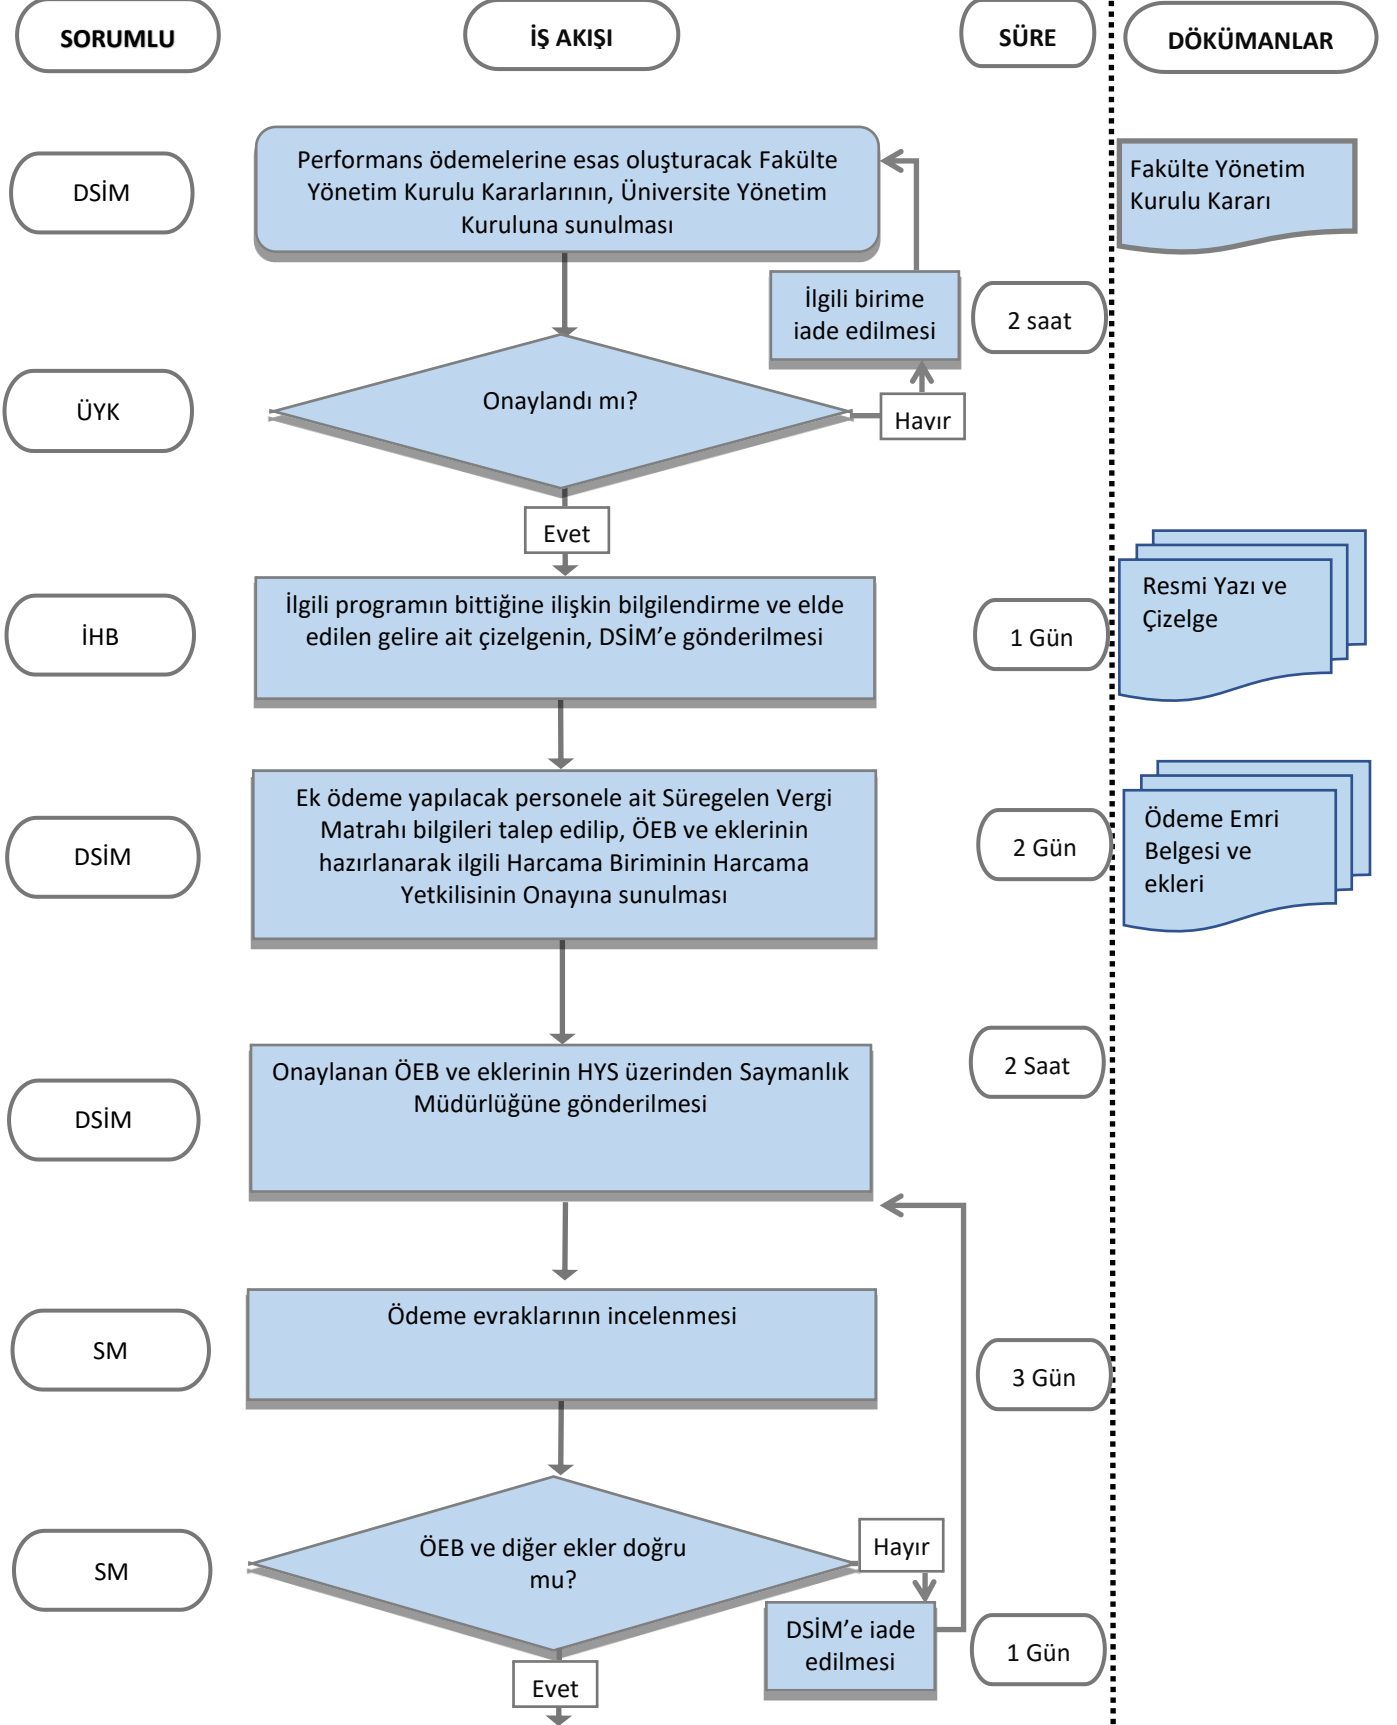 SORUMLU
İŞ AKIŞI
SÜRE
DÖKÜMANLAR
DSİM
Performans ödemelerine esas oluşturacak Fakülte
Yönetim Kurulu Kararlarının, Üniversite Yönetim
Kuruluna sunulması
Fakülte Yönetim
Kurulu Kararı
İlgili birime
iade edilmesi
2 saat
ÜYK
Onaylandı mı?
Hayır
Evet
İHB
İlgili programın bittiğine ilişkin bilgilendirme ve elde
edilen gelire ait çizelgenin, DSİM’e gönderilmesi
1 Gün
Resmi Yazı ve
Çizelge
DSİM
Ek ödeme yapılacak personele ait Süregelen Vergi
Matrahı bilgileri talep edilip, ÖEB ve eklerinin
hazırlanarak ilgili Harcama Biriminin Harcama
Yetkilisinin Onayına sunulması
2 Gün
Ödeme Emri
Belgesi ve
ekleri
DSİM
Onaylanan ÖEB ve eklerinin HYS üzerinden Saymanlık
Müdürlüğüne gönderilmesi
2 Saat
SM
Ödeme evraklarının incelenmesi
3 Gün
SM
ÖEB ve diğer ekler doğru
mu?
Hayır
DSİM’e iade
edilmesi
1 Gün
Evet